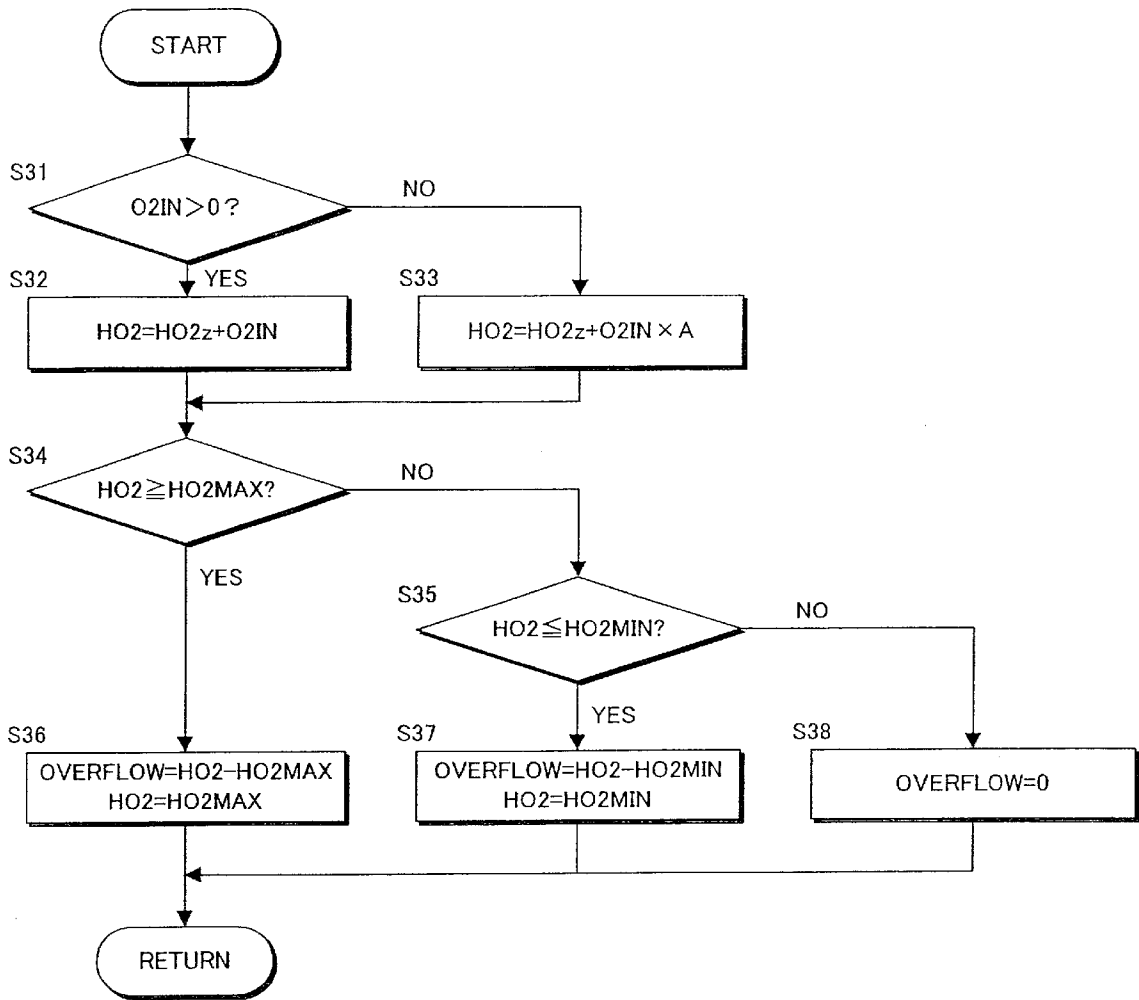 START
S31
O2IN>0?
NO
YES
S32
HO2=HO2z+O2IN
S33
HO2=HO2z+O2IN×A
S34
HO2≧HO2MAX?
NO
YES
S35
HO2≦HO2MIN?
NO
YES
S36
OVERFLOW=HO2-HO2MAX
HO2=HO2MAX
S37
OVERFLOW=HO2-HO2MIN
HO2=HO2MIN
S38
OVERFLOW=0
RETURN